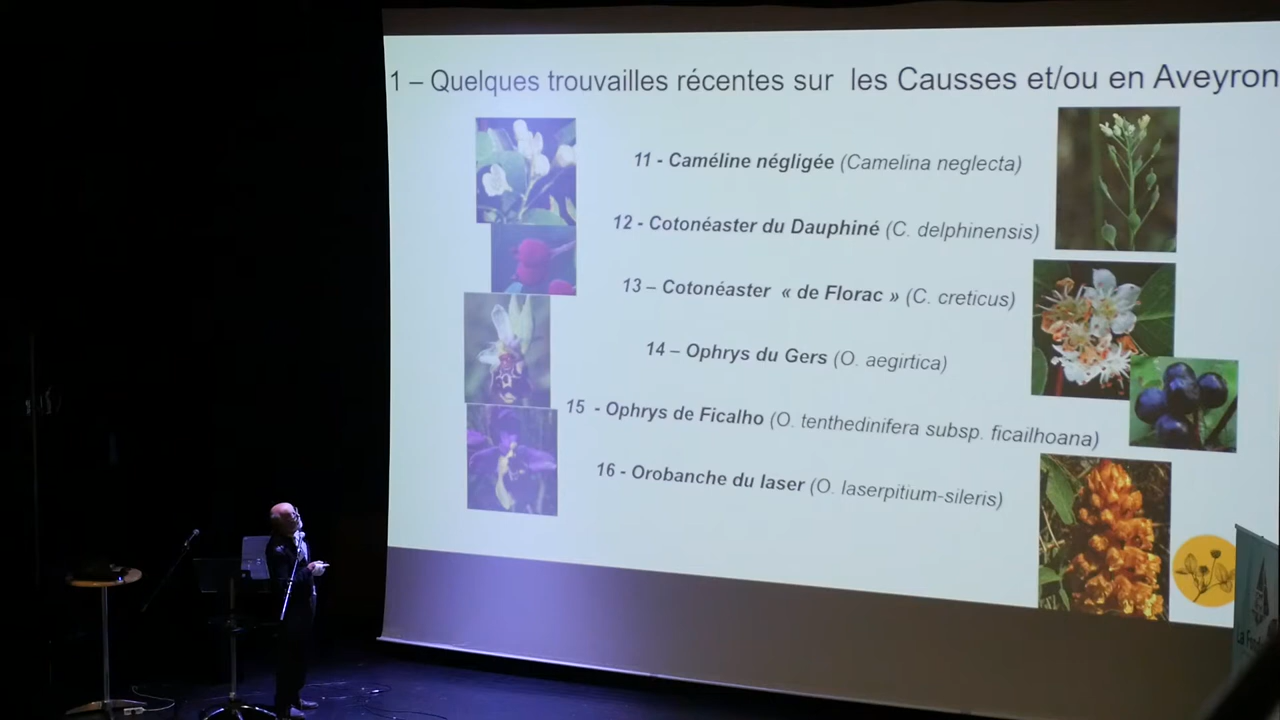 1 – Quelques trouvailles récentes sur les Causses et/ou en Aveyron
11 - Caméline négligée (Camelina neglecta)
12 - Cotonéaster du Dauphiné (C. delphinensis)
13 – Cotonéaster « de Florac » (C. creticus)
14 – Ophrys du Gers (O. aegirtica)
15 - Ophrys de Ficalho (O. tenthedinifera subsp. ficailhoana)
16 - Orobanche du laser (O. laserpitium-sileris)
La